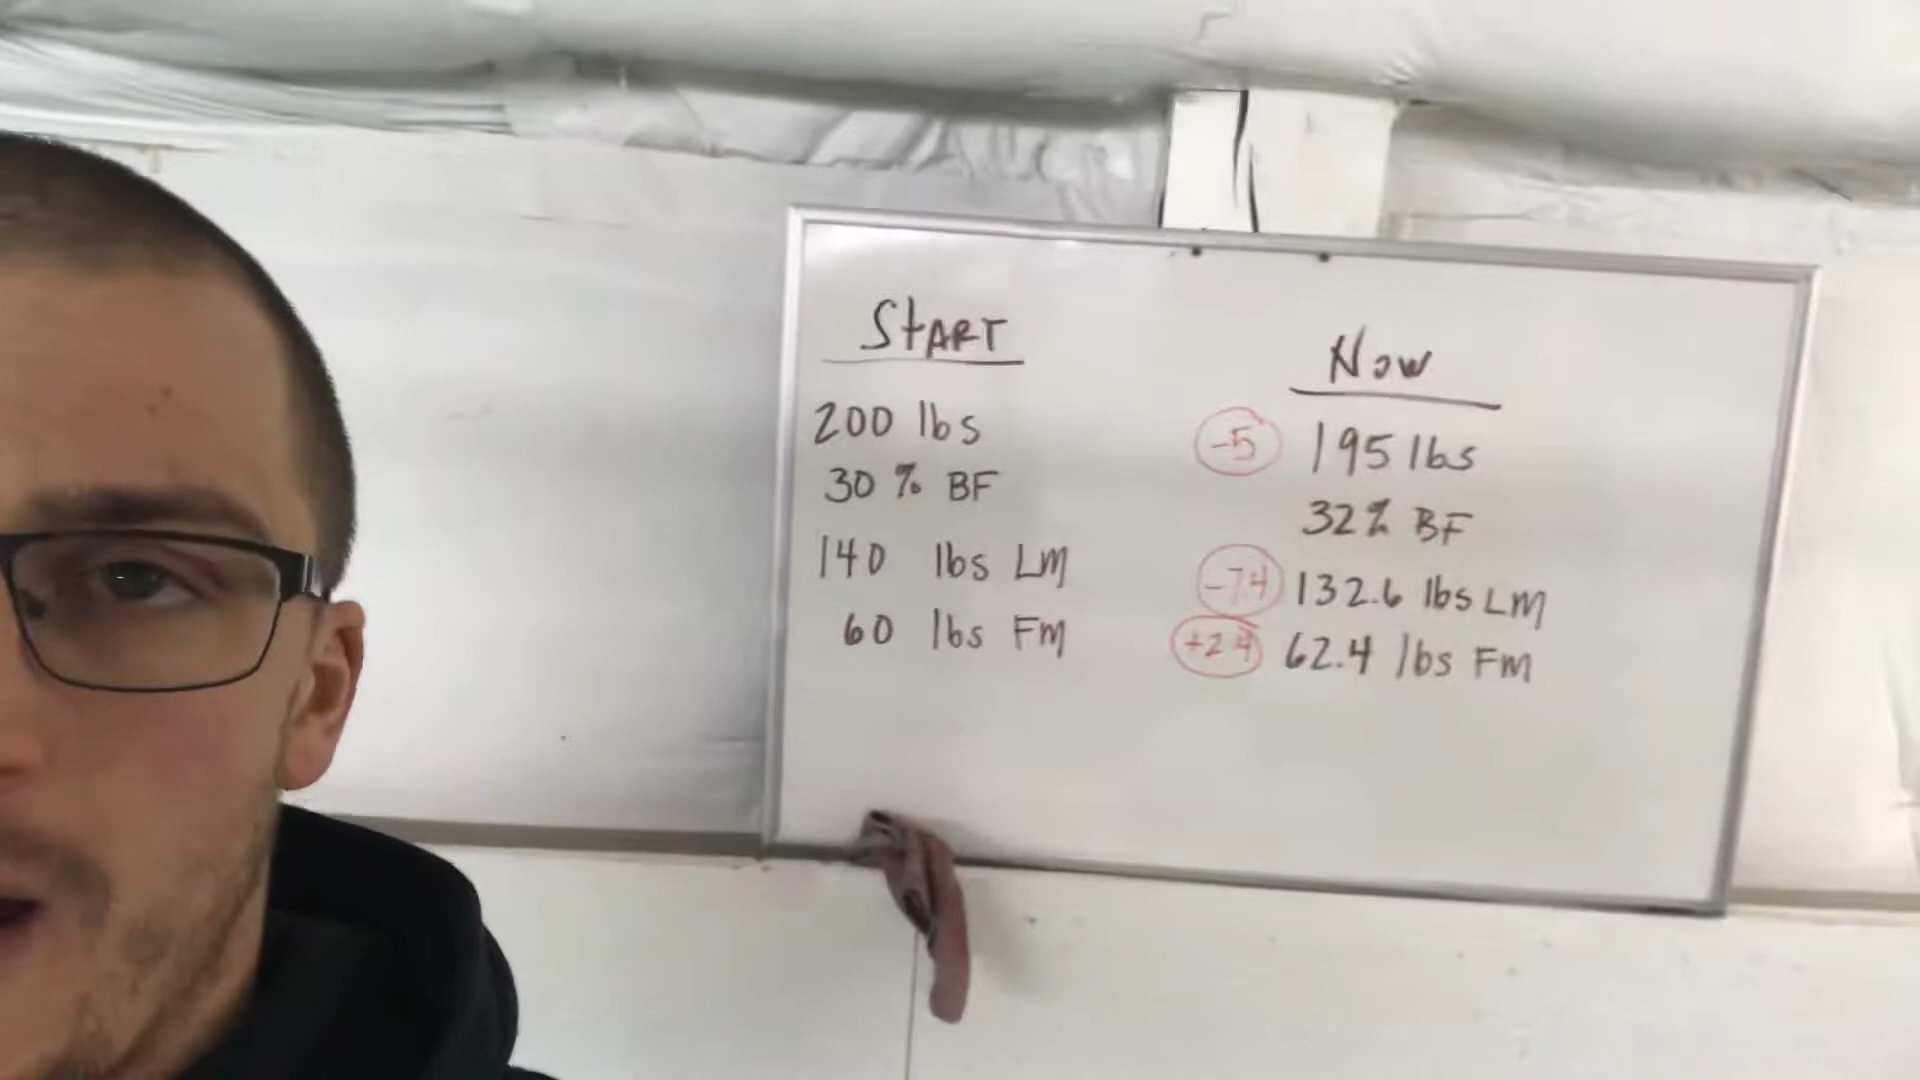 START
200 lbs
30 % BF
140 lbs LM
60 lbs FM
Now
-5 195 lbs
32% BF
-7.4 132.6 lbs LM
+2.4 62.4 lbs FM